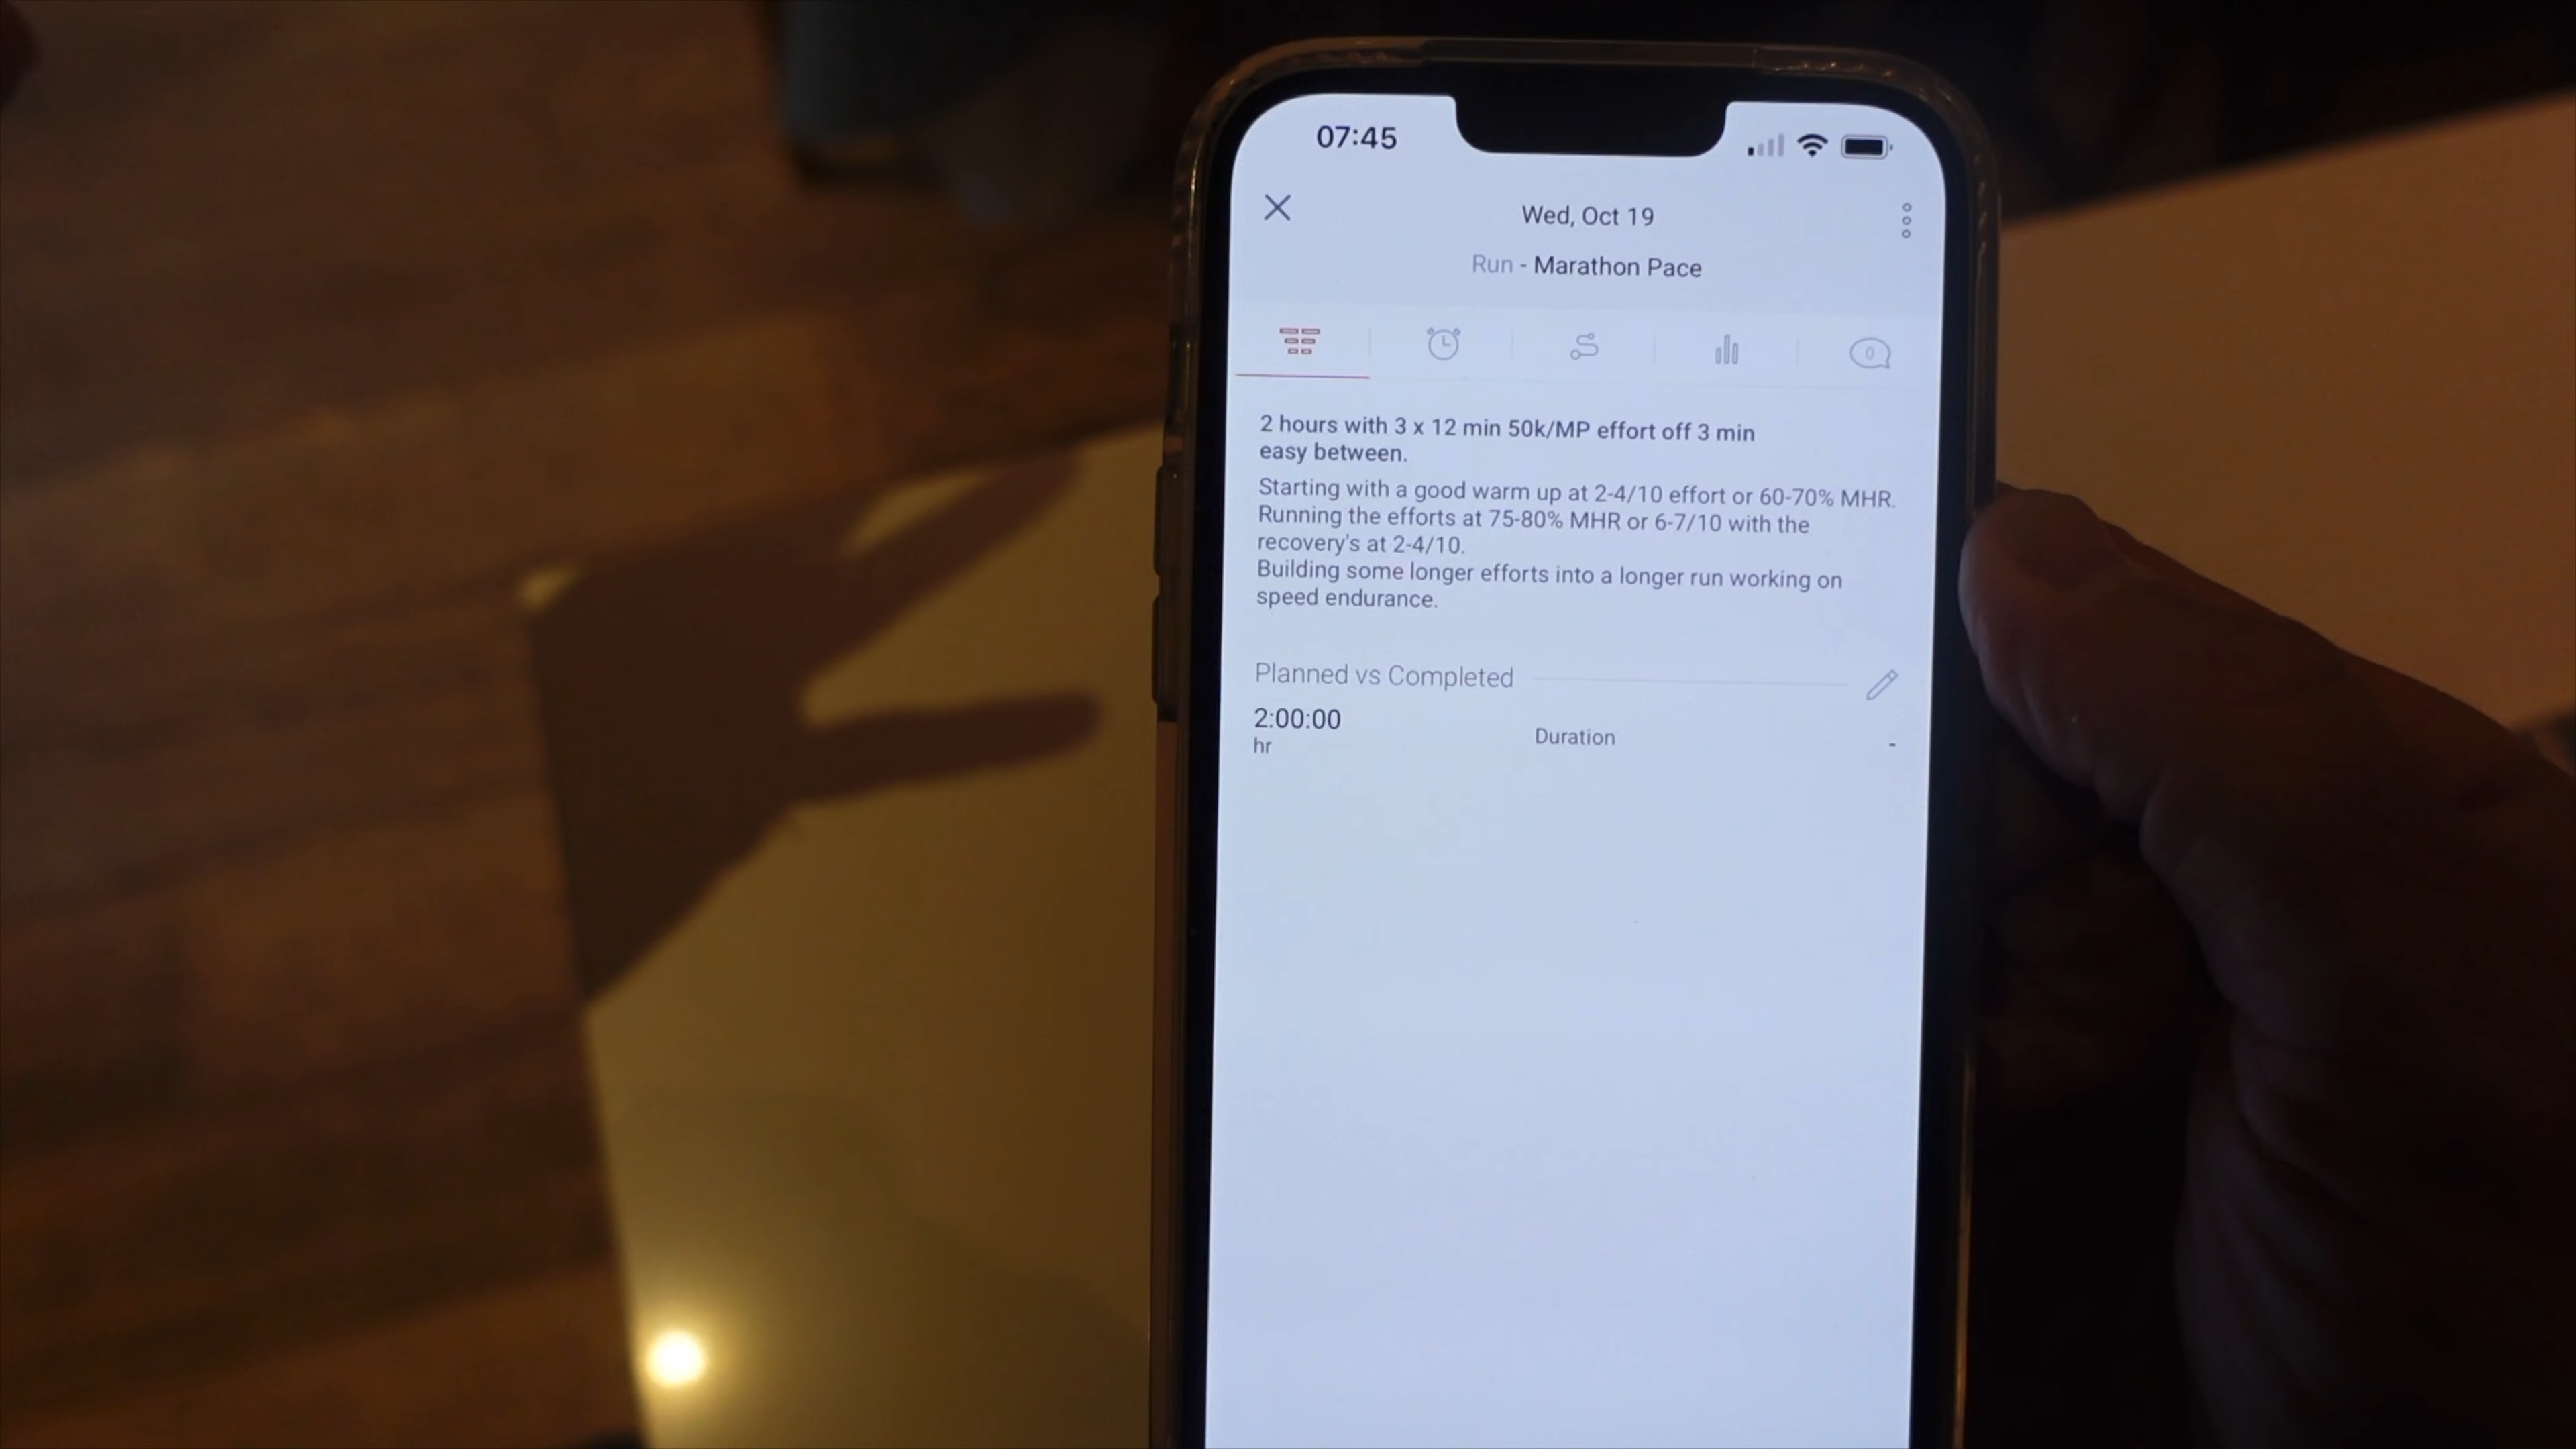 07:45
Wed, Oct 19
Run - Marathon Pace
0
2 hours with 3 x 12 min 50k/MP effort off 3 min
easy between.
Starting with a good warm up at 2-4/10 effort or 60-70% MHR.
Running the efforts at 75-80% MHR or 6-7/10 with the
recovery's at 2-4/10.
Building some longer efforts into a longer run working on
speed endurance.
Planned vs Completed
2:00:00
hr
Duration
-